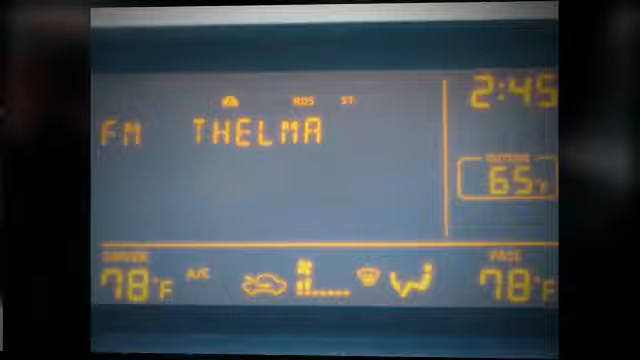 RDS ST 2:45
FM THELMA
OUTSIDE
65°F
DRIVER PASS
78°F A/C 78°F